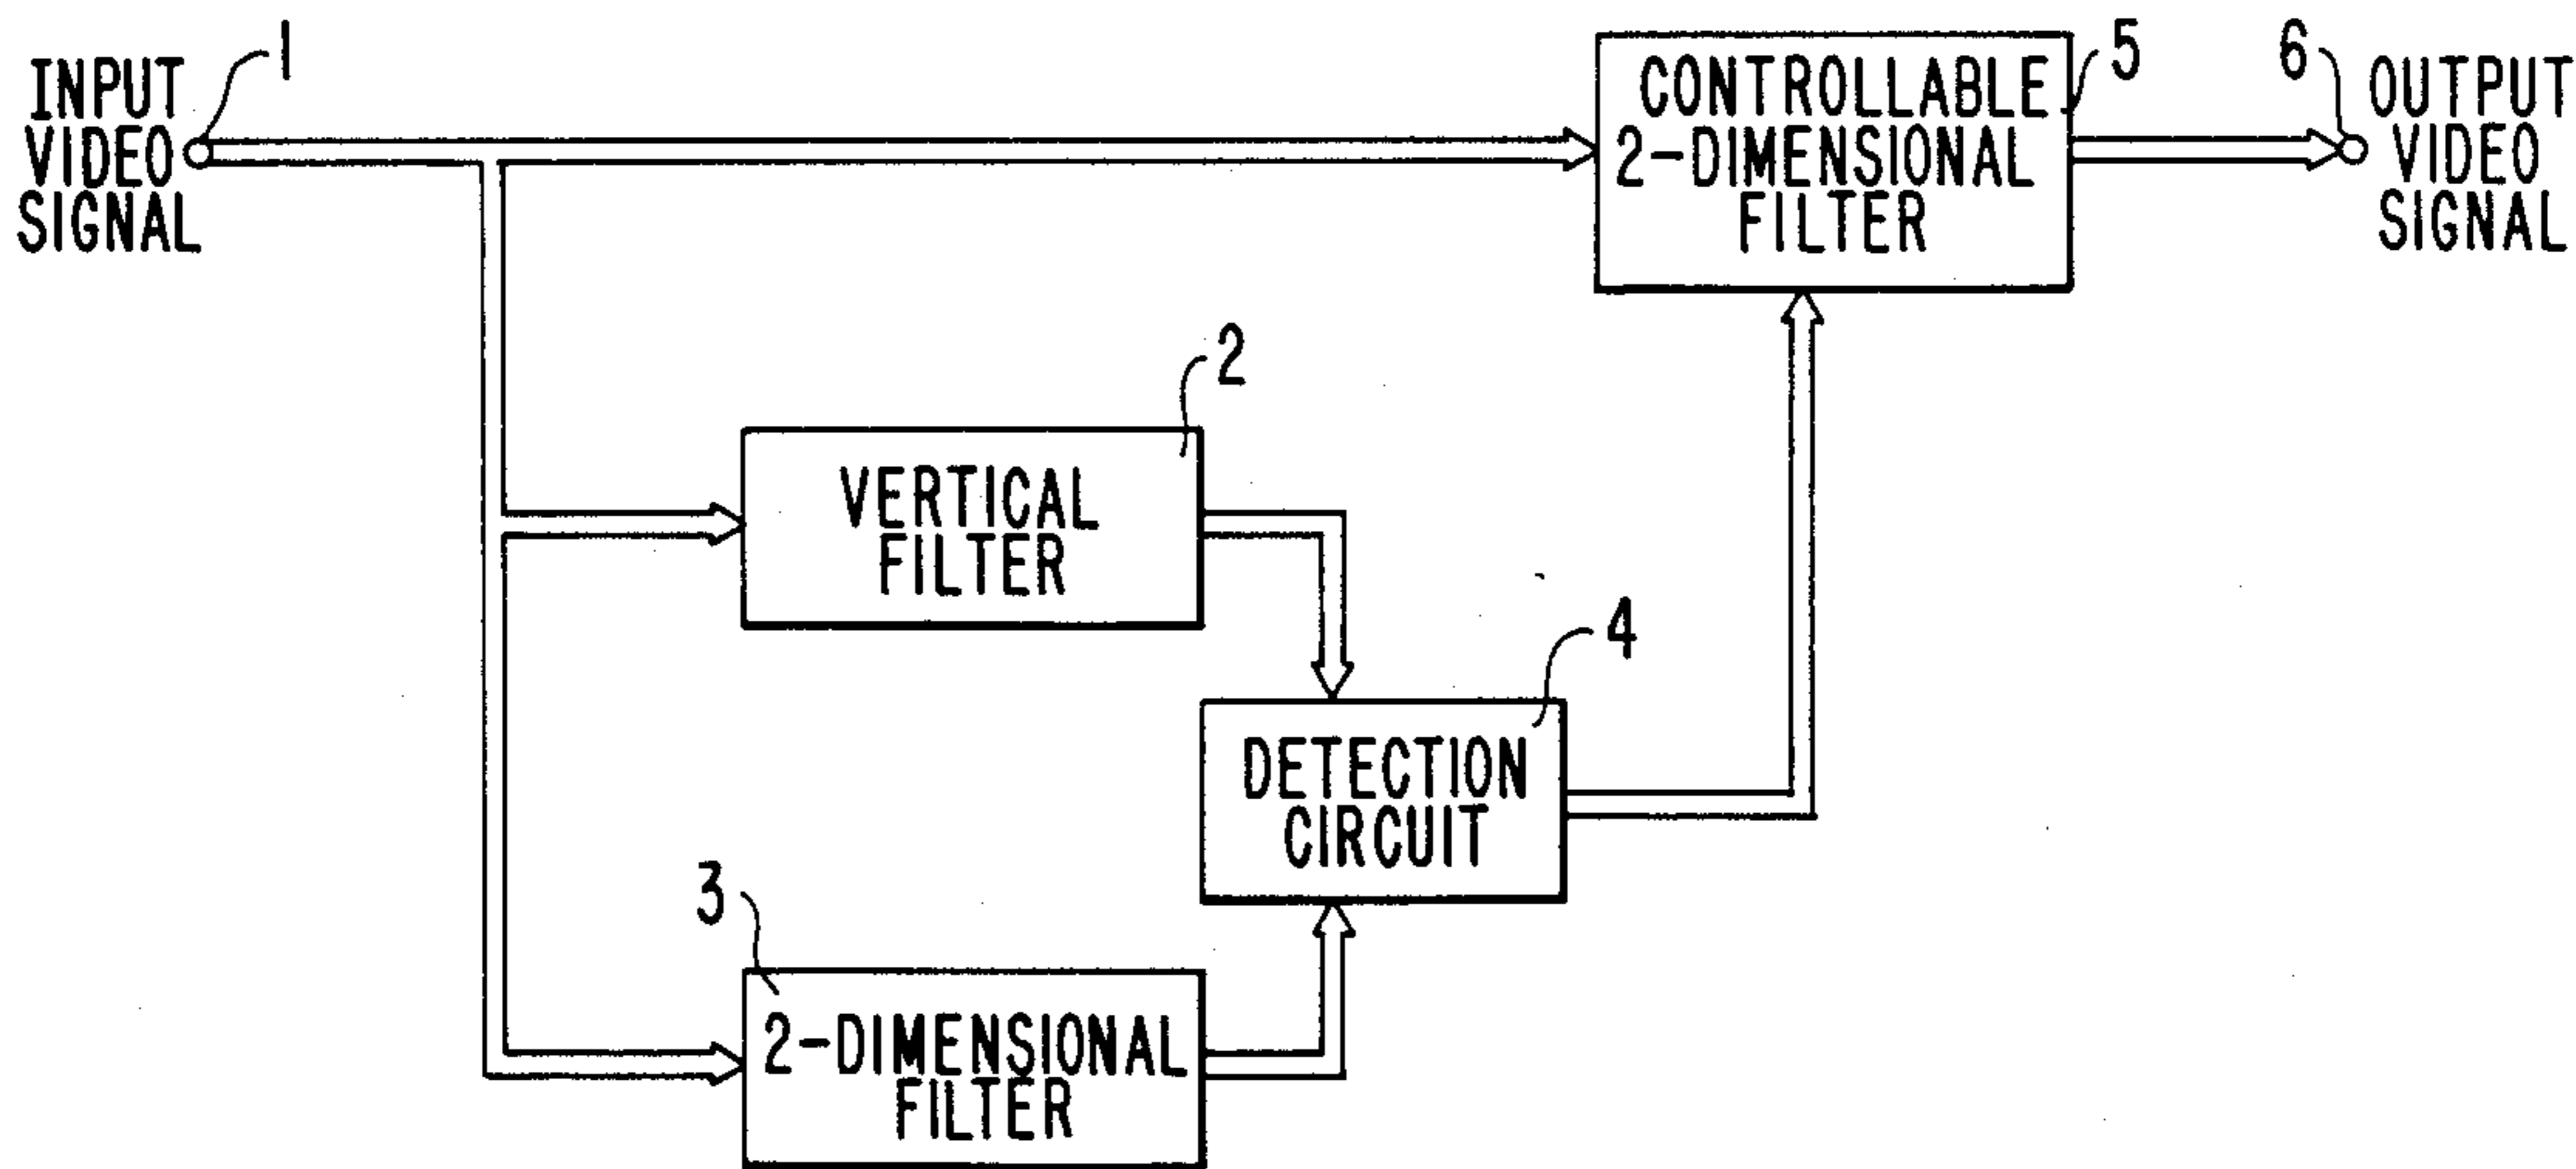 1
INPUT
VIDEO
SIGNAL
CONTROLLABLE
2-DIMENSIONAL
FILTER
5
6
OUTPUT
VIDEO
SIGNAL
2
VERTICAL
FILTER
4
DETECTION
CIRCUIT
3
2-DIMENSIONAL
FILTER